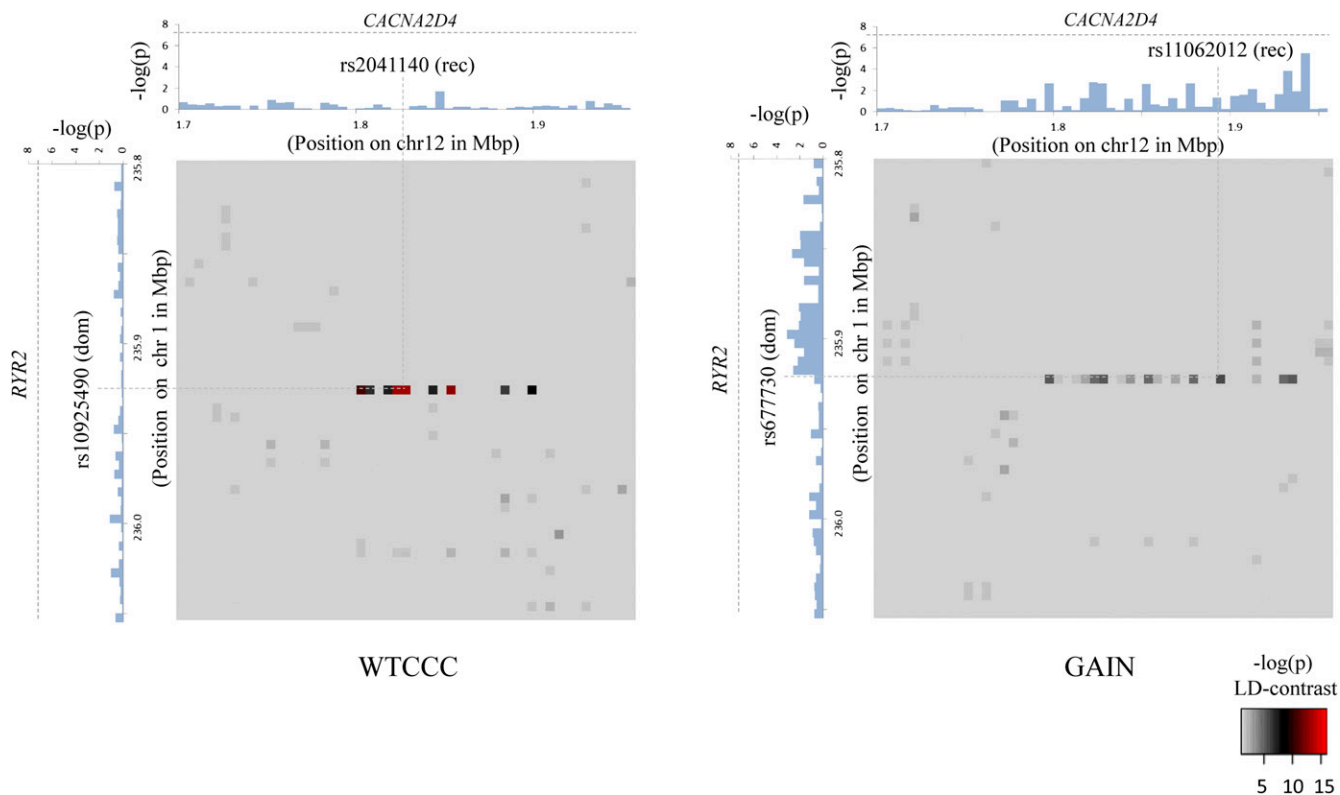 CACNA2D4
8
6
4
2
0
-log(p)
rs2041140 (rec)
1.7
1.8
1.9
(Position on chr12 in Mbp)
-log(p)
8
6
4
2
0
235.8
235.9
236.0
(Position on chr 1 in Mbp)
rs10925490 (dom)
RYR2
WTCCC
CACNA2D4
8
6
4
2
0
-log(p)
rs11062012 (rec)
1.7
1.8
1.9
(Position on chr12 in Mbp)
-log(p)
8
6
4
2
0
235.8
235.9
236.0
(Position on chr 1 in Mbp)
rs677730 (dom)
RYR2
GAIN
-log(p)
LD-contrast
5 10 15